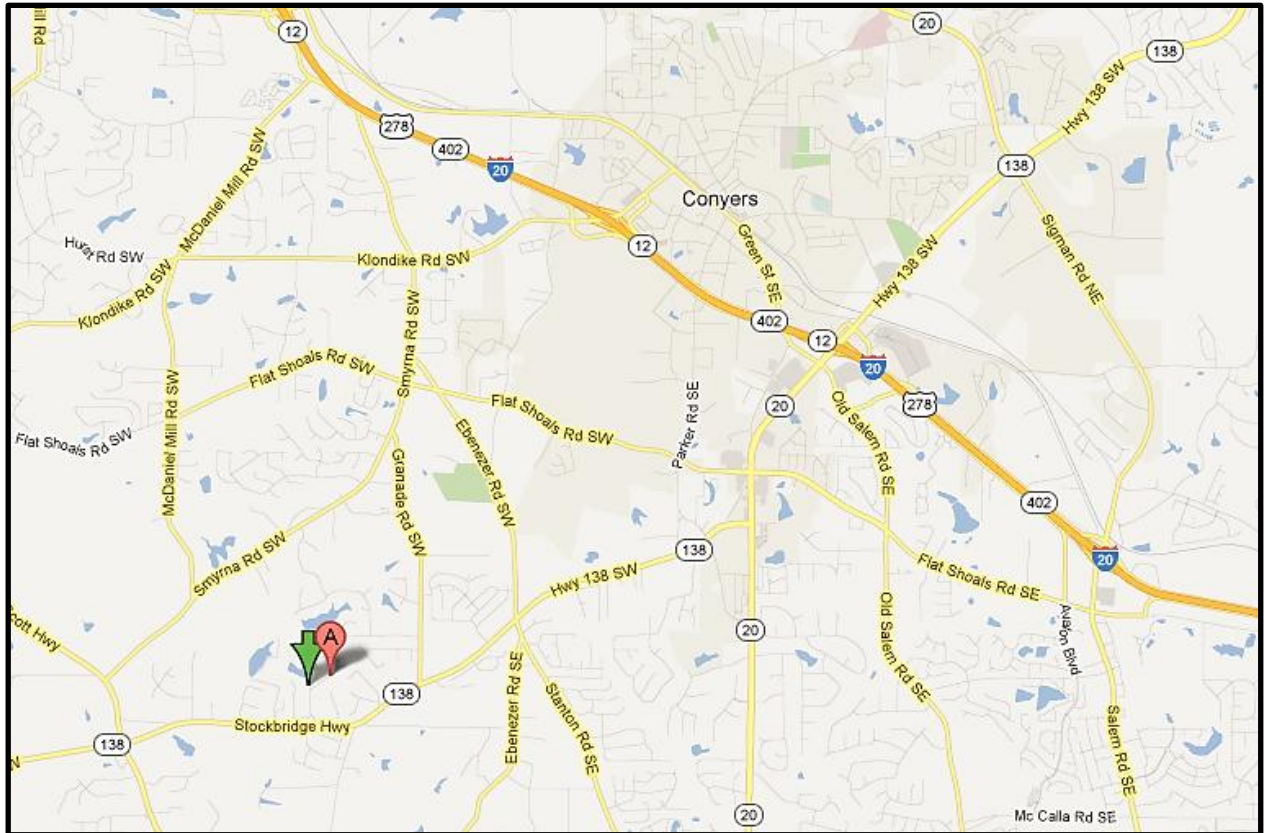 ll Rd
12
20
138
278
402
20
Hwy 138 SW
138
McDaniel Mill Rd SW
Conyers
Hurst Rd SW
Klondike Rd SW
12
Green St SE
Hwy 138 SW
Sigman Rd NE
Klondike Rd SW
Smyrna Rd SW
402
12
20
Flat Shoals Rd SW
McDaniel Mill Rd SW
Flat Shoals Rd SW
Parker Rd SE
20
Old Salem Rd SE
278
Flat Shoals Rd SW
Ebenezer Rd SW
Granade Rd SW
402
138
20
Smyrna Rd SW
Hwy 138 SW
Flat Shoals Rd SE
cott Hwy
Old Salem Rd SE
Avalon Blvd
A
20
138
Stockbridge Hwy
Ebenezer Rd SE
Stanton Rd SE
Salem Rd SE
138
W
20
Mc Calla Rd SE